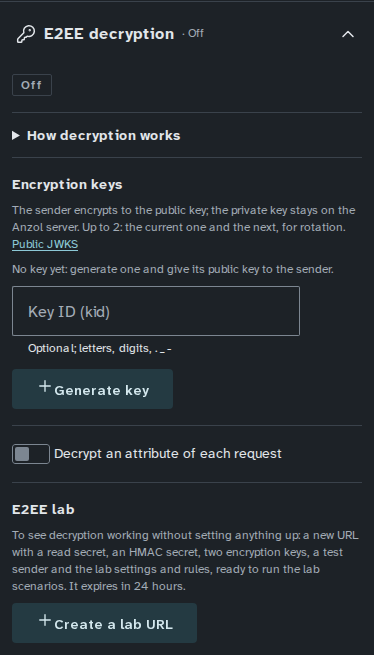 E2EE decryption · Off
Off
How decryption works
Encryption keys
The sender encrypts to the public key; the private key stays on the
Anzol server. Up to 2: the current one and the next, for rotation.
Public JWKS
No key yet: generate one and give its public key to the sender.
Key ID (kid)
Optional; letters, digits, . _ -
+ Generate key
Decrypt an attribute of each request
E2EE lab
To see decryption working without setting anything up: a new URL
with a read secret, an HMAC secret, two encryption keys, a test
sender and the lab settings and rules, ready to run the lab
scenarios. It expires in 24 hours.
+ Create a lab URL